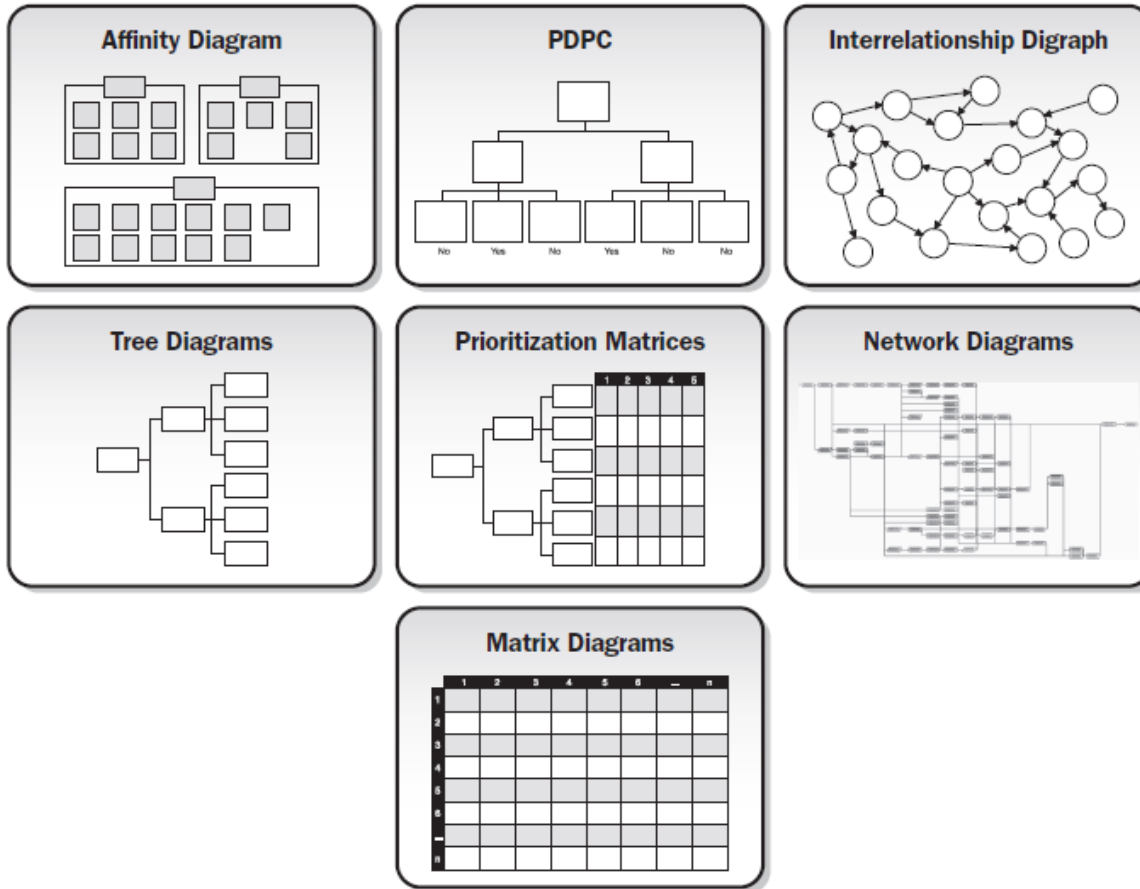 Affinity Diagram
PDPC
No Yes No Yes No No
Interrelationship Digraph
Tree Diagrams
Prioritization Matrices
1 2 3 4 5
Network Diagrams
Matrix Diagrams
1 2 3 4 5 6 — n
1
2
3
4
5
6
—
n